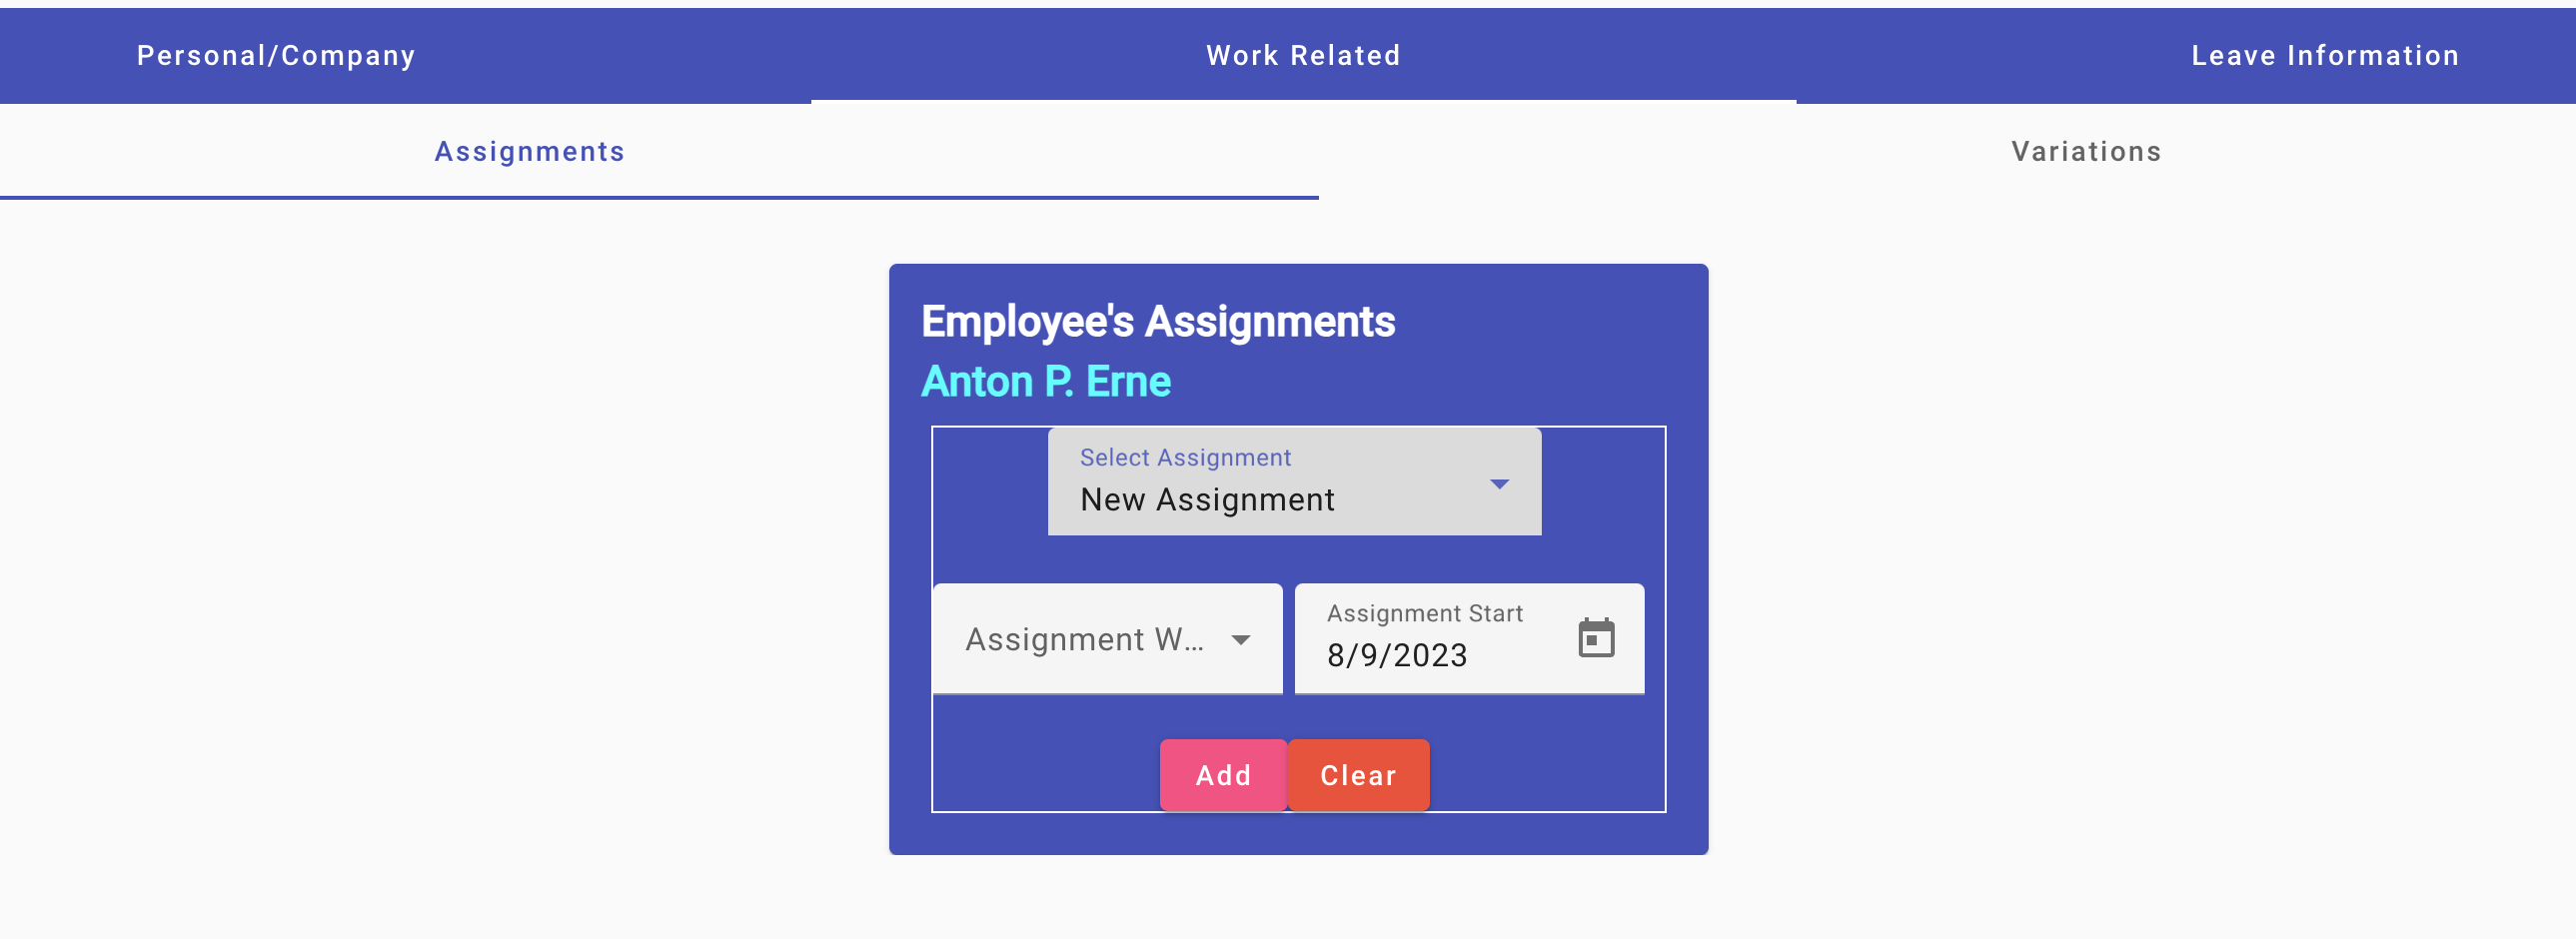 Personal/Company Work Related Leave Information
Assignments Variations
Employee's Assignments
Anton P. Erne
Select Assignment
New Assignment
Assignment W...
Assignment Start
8/9/2023
Add Clear